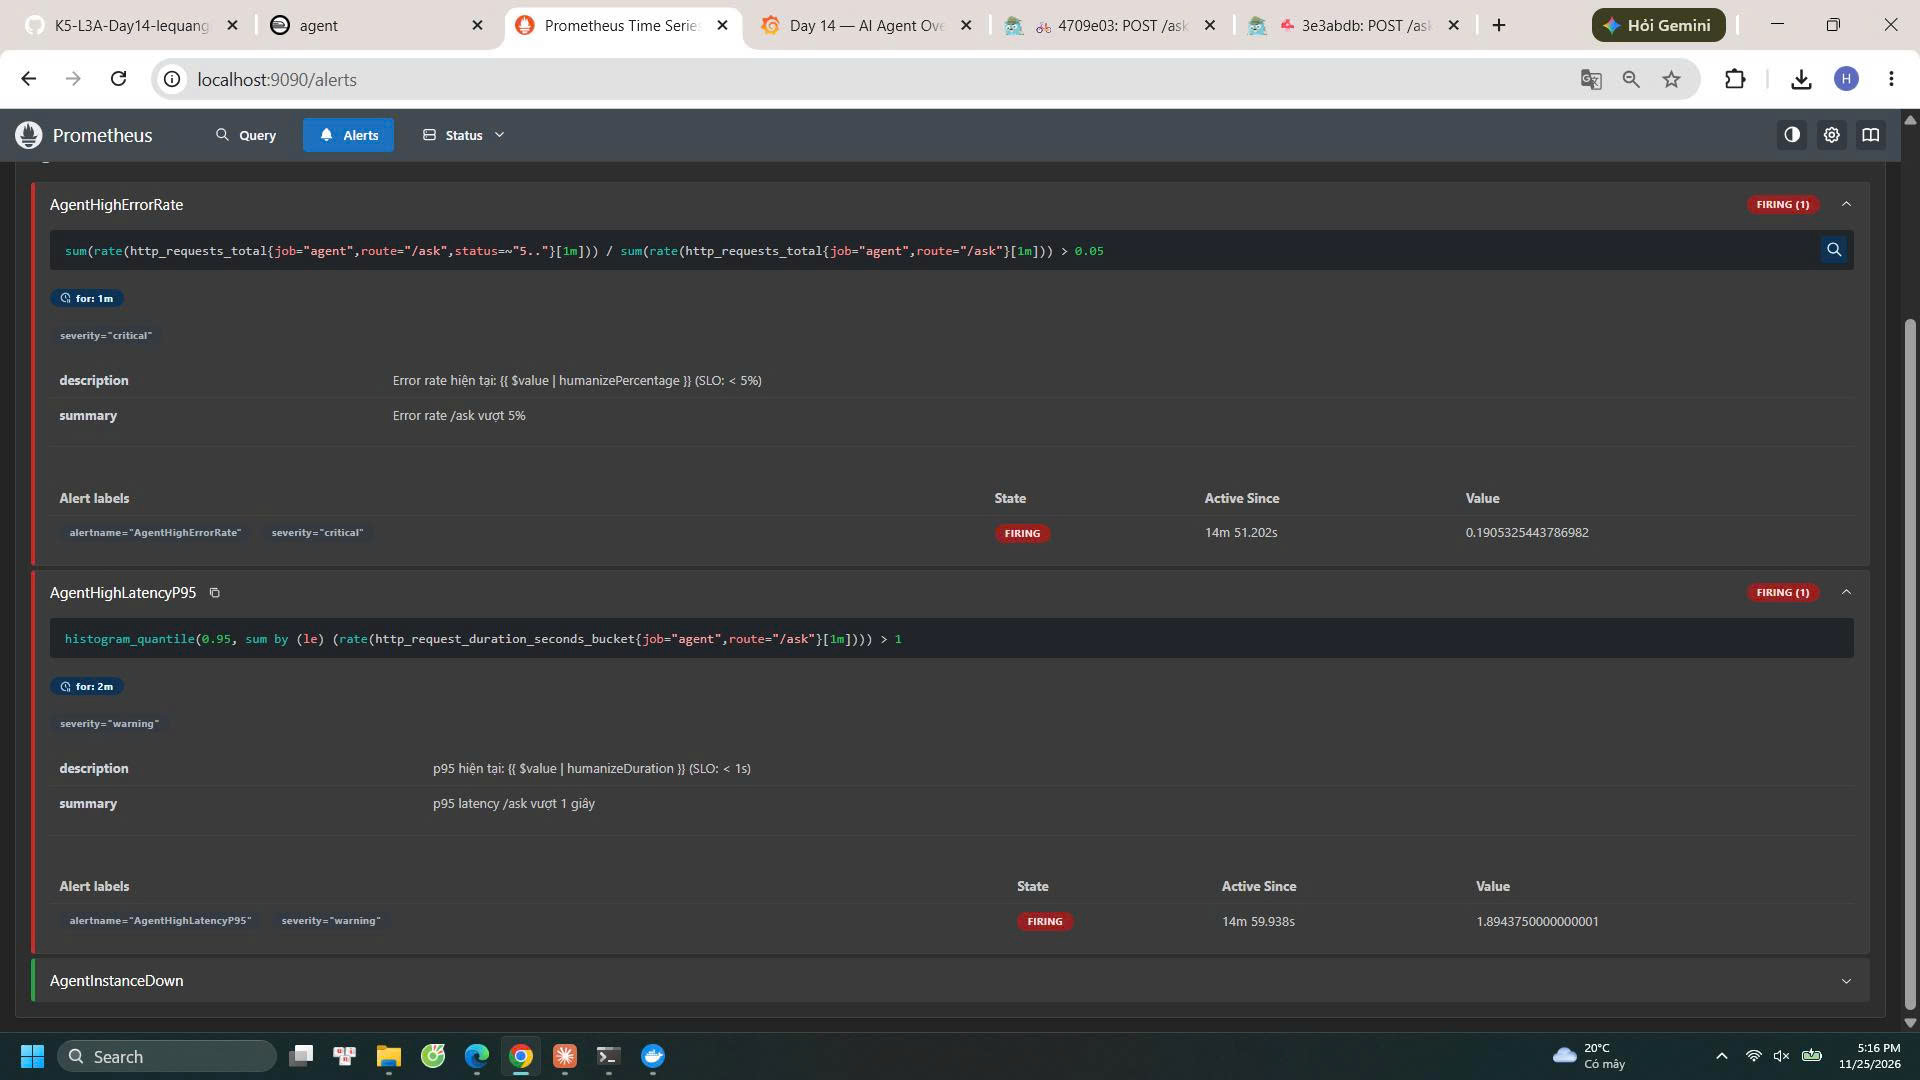 K5-L3A-Day14-lequang
agent
Prometheus Time Serie
Day 14 — AI Agent Ove
4709e03: POST /ask
3e3abdb: POST /ask
Hỏi Gemini
localhost:9090/alerts
H
Prometheus
Query
Alerts
Status
AgentHighErrorRate
FIRING (1)
sum(rate(http_requests_total{job="agent",route="/ask",status=~"5.."}[1m])) / sum(rate(http_requests_total{job="agent",route="/ask"}[1m])) > 0.05
for: 1m
severity="critical"
description Error rate hiện tại: {{ $value | humanizePercentage }} (SLO: < 5%)
summary Error rate /ask vượt 5%
Alert labels State Active Since Value
alertname="AgentHighErrorRate" severity="critical" FIRING 14m 51.202s 0.1905325443786982
AgentHighLatencyP95
FIRING (1)
histogram_quantile(0.95, sum by (le) (rate(http_request_duration_seconds_bucket{job="agent",route="/ask"}[1m]))) > 1
for: 2m
severity="warning"
description p95 hiện tại: {{ $value | humanizeDuration }} (SLO: < 1s)
summary p95 latency /ask vượt 1 giây
Alert labels State Active Since Value
alertname="AgentHighLatencyP95" severity="warning" FIRING 14m 59.938s 1.8943750000000001
AgentInstanceDown
Search
20°C
Có mây
5:16 PM
11/25/2026